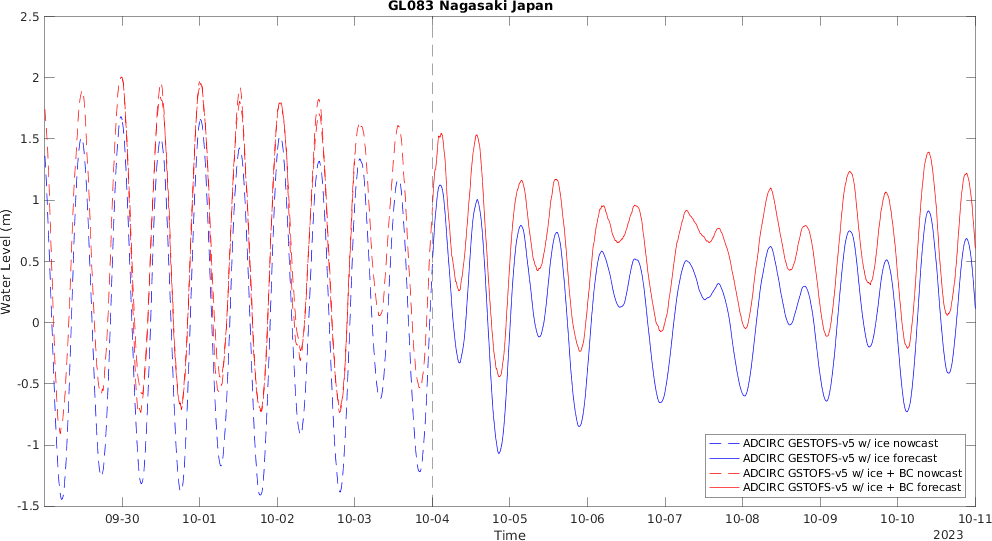 GL083 Nagasaki Japan
2.5
2
1.5
1
0.5
0
-0.5
-1
-1.5
Water Level (m)
09-30 10-01 10-02 10-03 10-04 10-05 10-06 10-07 10-08 10-09 10-10 10-11
Time
2023
ADCIRC GESTOFS-v5 w/ ice nowcast
ADCIRC GESTOFS-v5 w/ ice forecast
ADCIRC GSTOFS-v5 w/ ice + BC nowcast
ADCIRC GSTOFS-v5 w/ ice + BC forecast